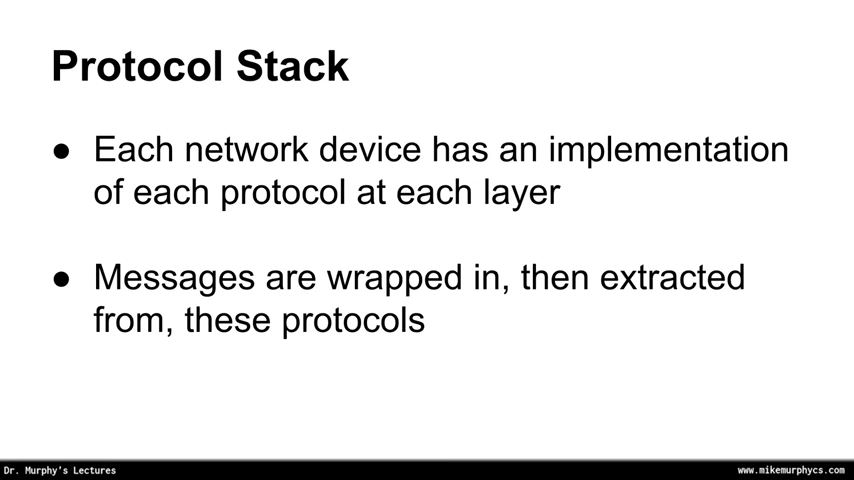 Protocol Stack
● Each network device has an implementation
of each protocol at each layer
● Messages are wrapped in, then extracted
from, these protocols
Dr. Murphy's Lectures
www.mikemurphycs.com